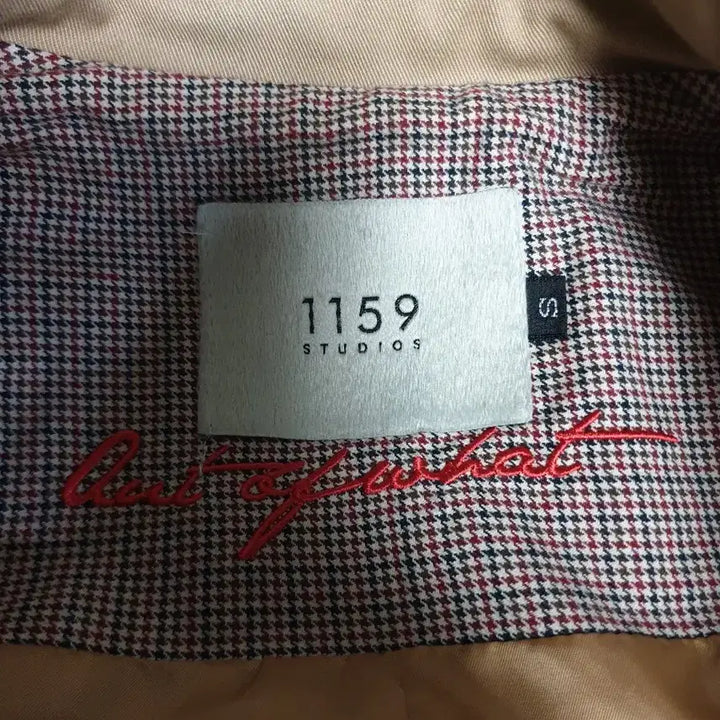 1159
STUDIOS
S
Out of what